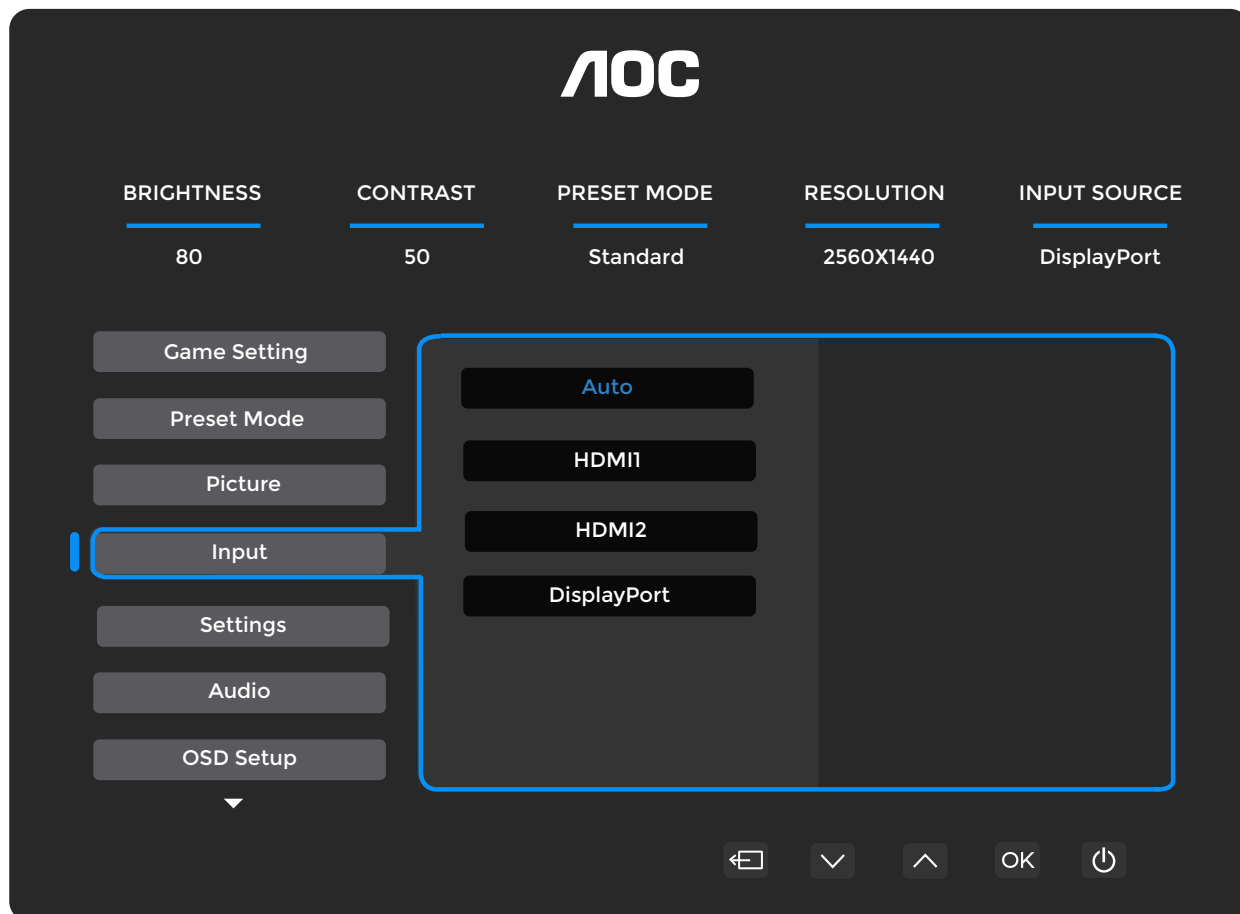 AOC
BRIGHTNESS CONTRAST PRESET MODE RESOLUTION INPUT SOURCE
80 50 Standard 2560X1440 DisplayPort
Game Setting
Auto
Preset Mode
HDMI1
Picture
HDMI2
Input
DisplayPort
Settings
Audio
OSD Setup
OK